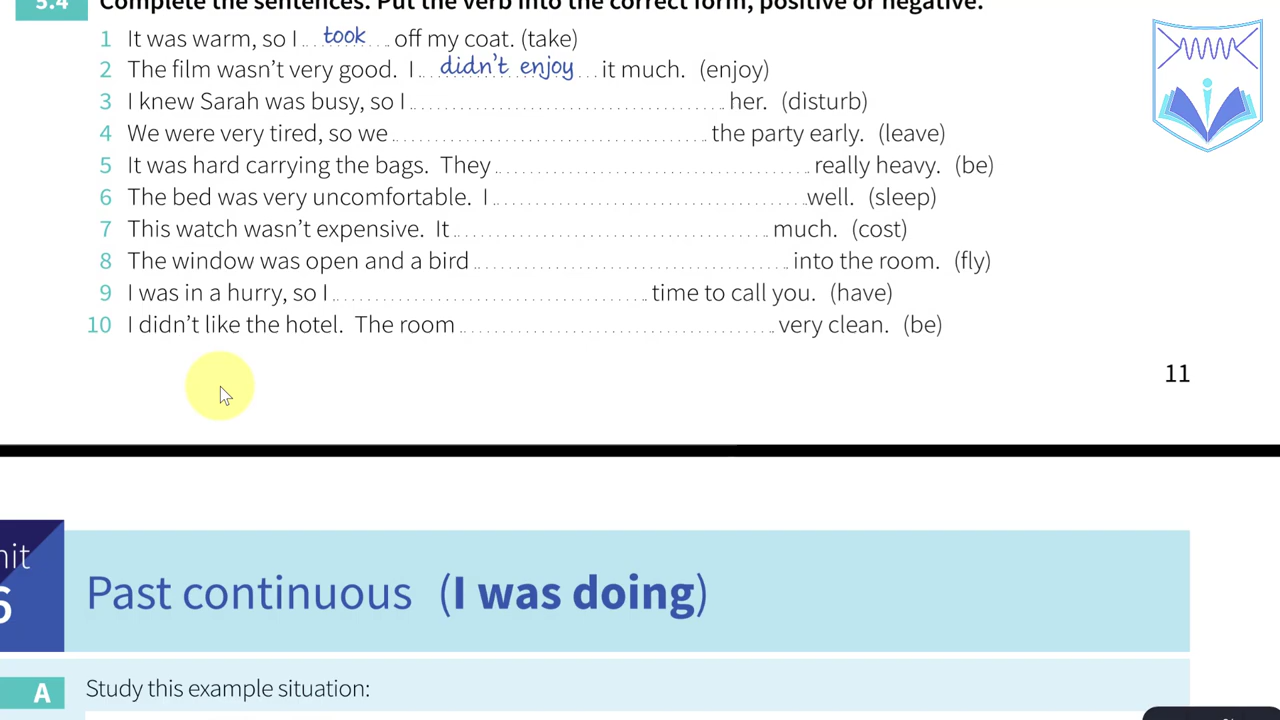 5.4 Complete the sentences. Put the verb into the correct form, positive or negative.
1 It was warm, so I took off my coat. (take)
2 The film wasn't very good. I didn't enjoy it much. (enjoy)
3 I knew Sarah was busy, so I her. (disturb)
4 We were very tired, so we the party early. (leave)
5 It was hard carrying the bags. They really heavy. (be)
6 The bed was very uncomfortable. I well. (sleep)
7 This watch wasn't expensive. It much. (cost)
8 The window was open and a bird into the room. (fly)
9 I was in a hurry, so I time to call you. (have)
10 I didn't like the hotel. The room very clean. (be)
11
nit
6
Past continuous (I was doing)
A Study this example situation: